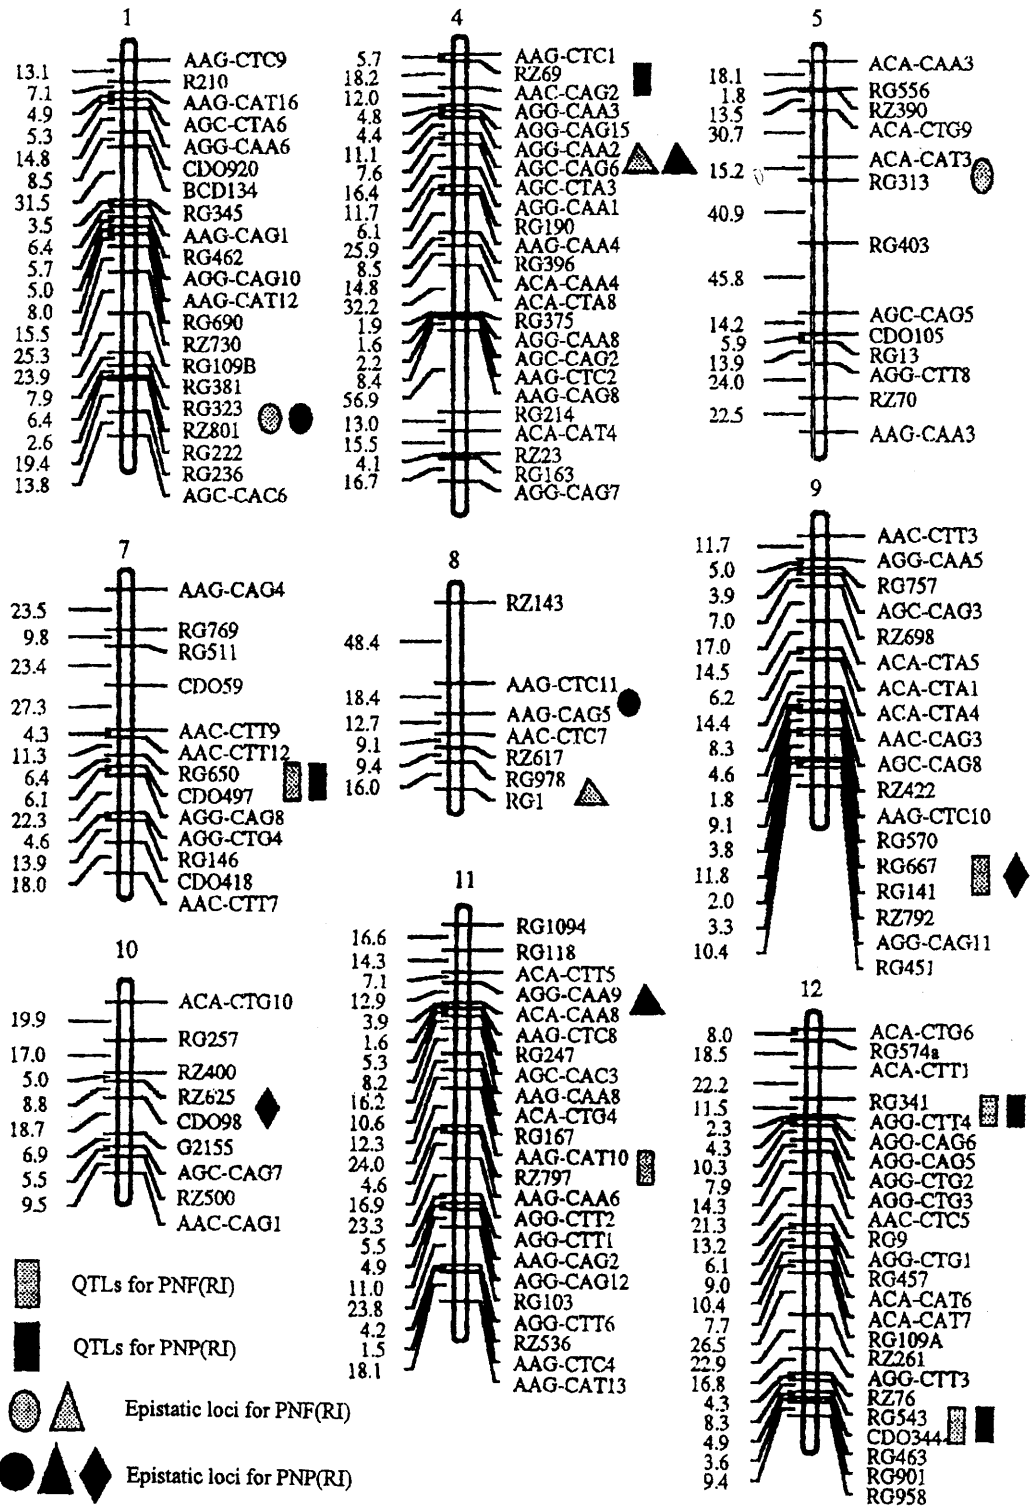 1
AAG-CTC9
13.1
R210
7.1
AAG-CAT16
4.9
AGC-CTA6
5.3
AGG-CAA6
14.8
CDO920
8.5
BCD134
31.5
RG345
3.5
AAG-CAG1
6.4
RG462
5.7
AGG-CAG10
5.0
AAG-CAT12
8.0
RG690
15.5
RZ730
25.3
RG109B
23.9
RG381
7.9
RG323
6.4
RZ801
2.6
RG222
19.4
RG236
13.8
AGC-CAC6
4
5.7
AAG-CTC1
18.2
RZ69
12.0
AAC-CAG2
4.8
AGG-CAA3
4.4
AGG-CAG15
11.1
AGG-CAA2
7.6
AGC-CAG6
16.4
AGC-CTA3
11.7
AGG-CAA1
6.1
RG190
25.9
AAG-CAA4
8.5
RG396
14.8
ACA-CAA4
32.2
ACA-CTA8
1.9
RG375
1.6
AGG-CAA8
2.2
AGC-CAG2
8.4
AAG-CTC2
56.9
AAG-CAG8
13.0
RG214
15.5
ACA-CAT4
4.1
RZ23
16.7
RG163
AGG-CAG7
5
ACA-CAA3
18.1
RG556
1.8
RZ390
13.5
ACA-CTG9
30.7
ACA-CAT3
15.2
RG313
40.9
RG403
45.8
AGC-CAG5
14.2
CDO105
5.9
RG13
13.9
AGG-CTT8
24.0
RZ70
22.5
AAG-CAA3
7
AAG-CAG4
23.5
RG769
9.8
RG511
23.4
CDO59
27.3
AAC-CTT9
4.3
AAC-CTT12
11.3
RG650
6.4
CDO497
6.1
AGG-CAG8
22.3
AGG-CTG4
4.6
RG146
13.9
CDO418
18.0
AAC-CTT7
8
RZ143
48.4
AAG-CTC11
18.4
AAG-CAG5
12.7
AAC-CTC7
9.1
RZ617
9.4
RG978
16.0
RG1
9
AAC-CTT3
11.7
AGG-CAA5
5.0
RG757
3.9
AGC-CAG3
7.0
RZ698
17.0
ACA-CTA5
14.5
ACA-CTA1
6.2
ACA-CTA4
14.4
AAC-CAG3
8.3
AGC-CAG8
4.6
RZ422
1.8
AAG-CTC10
9.1
RG570
3.8
RG667
11.8
RG141
2.0
RZ792
3.3
AGG-CAG11
10.4
RG451
10
ACA-CTG10
19.9
RG257
17.0
RZ400
5.0
RZ625
8.8
CDO98
18.7
G2155
6.9
AGC-CAG7
5.5
RZ500
9.5
AAC-CAG1
11
RG1094
16.6
RG118
14.3
ACA-CTT5
7.1
AGG-CAA9
12.9
ACA-CAA8
3.9
AAG-CTC8
1.6
RG247
5.3
AGC-CAC3
8.2
AAG-CAA8
16.2
ACA-CTG4
10.6
RG167
12.3
AAG-CAT10
24.0
RZ797
4.6
AAG-CAA6
16.9
AGG-CTT2
23.3
AGG-CTT1
5.5
AAG-CAG2
4.9
AGG-CAG12
11.0
RG103
23.8
AGG-CTT6
4.2
RZ536
1.5
AAG-CTC4
18.1
AAG-CAT13
12
ACA-CTG6
8.0
RG574a
18.5
ACA-CTT1
22.2
RG341
11.5
AGG-CTT4
2.3
AGG-CAG6
4.3
AGG-CAG5
10.3
AGG-CTG2
7.9
AGG-CTG3
14.3
AAC-CTC5
21.3
RG9
13.2
AGG-CTG1
6.1
RG457
9.0
ACA-CAT6
10.4
ACA-CAT7
7.7
RG109A
26.5
RZ261
22.9
AGG-CTT3
16.8
RZ76
4.3
RG543
8.3
CDO344
4.9
RG463
3.6
RG901
9.4
RG958
QTLs for PNF(RI)
QTLs for PNP(RI)
Epistatic loci for PNF(RI)
Epistatic loci for PNP(RI)